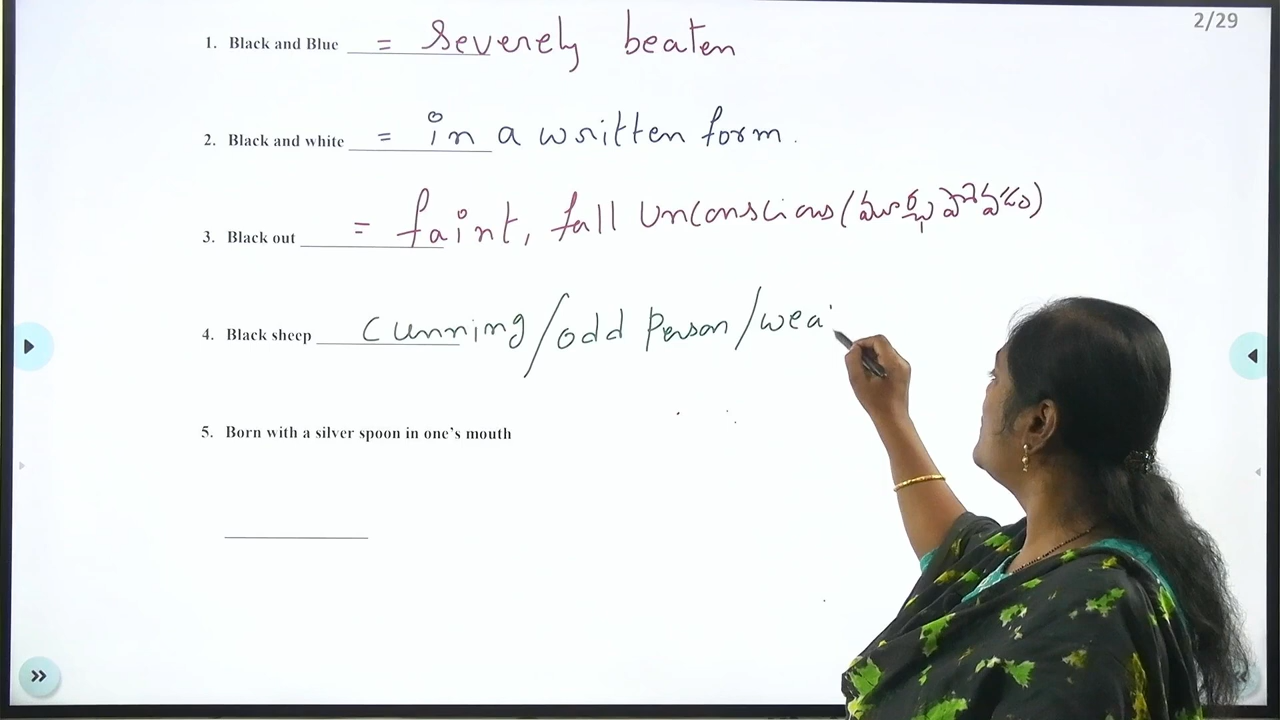 2/29
1. Black and Blue = severely beaten
2. Black and white = in a written form.
3. Black out = faint, fall unconscious (మూర్ఛ పోవడం)
4. Black sheep cunning/odd person/wea
5. Born with a silver spoon in one's mouth